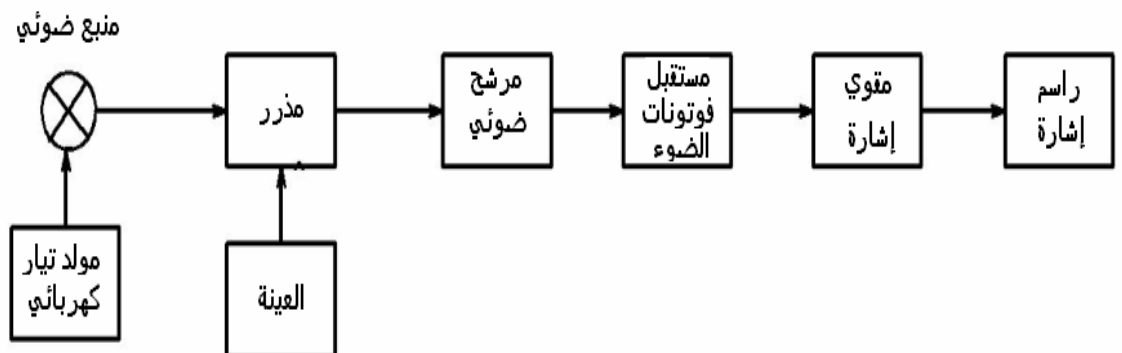 منبع ضوئي
مذرر
مرشح
ضوئي
مستقبل
فوتونات
الضوء
مقوي
إشارة
راسم
إشارة
مولد تيار
كهربائي
العينة